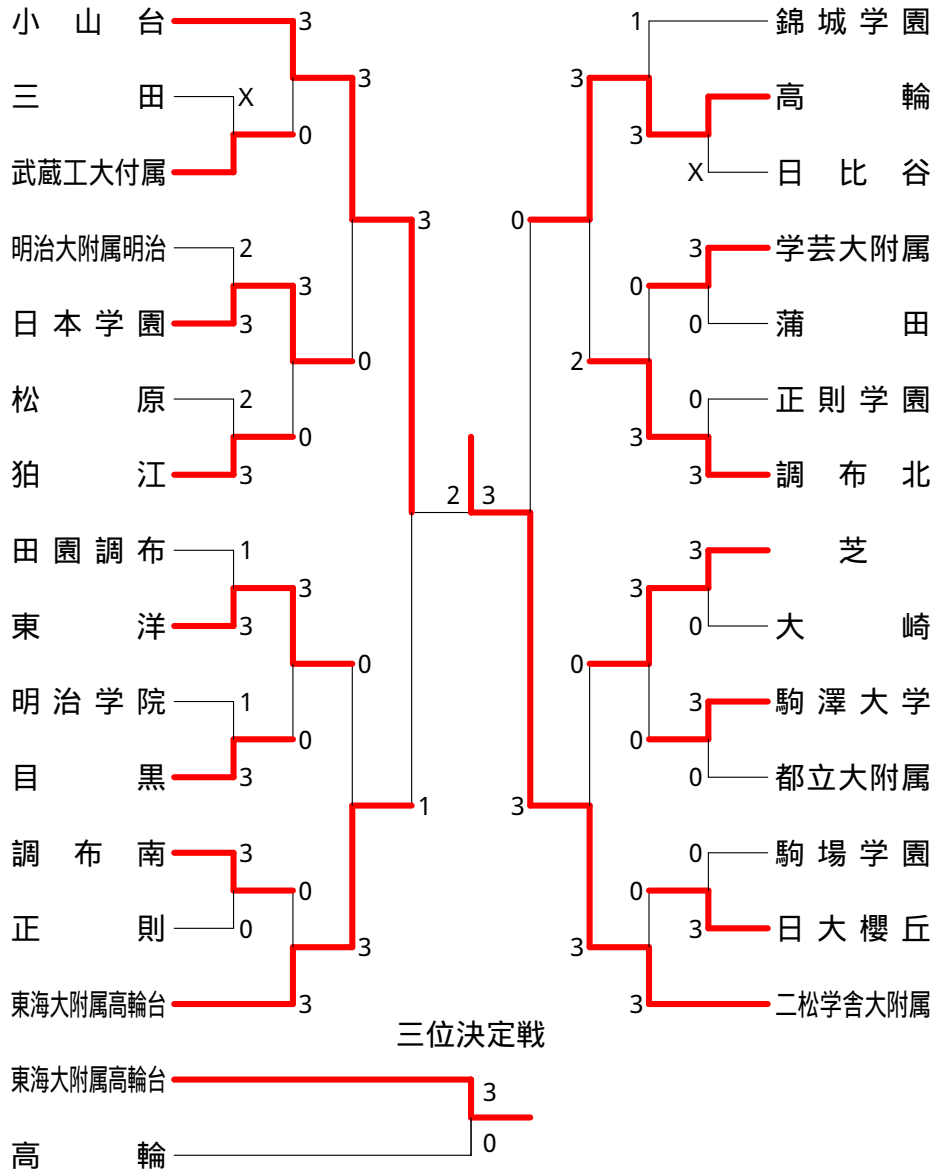 小山台 3 1 錦城学園
3 3
三田 X 高輪
0 3
武蔵工大付属 X 日比谷
3 0
明治大附属明治 2 3 学芸大附属
3 0
日本学園 3 0 蒲田
0 2
松原 2 0 正則学園
0 3
狛江 3 3 調布北
2 3
田園調布 1 3 芝
3 3
東洋 3 0 大崎
0 0
明治学院 1 3 駒澤大学
0 0
目黒 3 0 都立大附属
1 3
調布南 3 0 駒場学園
0 0
正則 0 3 日大櫻丘
3 3
東海大附属高輪台 3 3 二松学舎大附属
三位決定戦
東海大附属高輪台 3
高輪 0